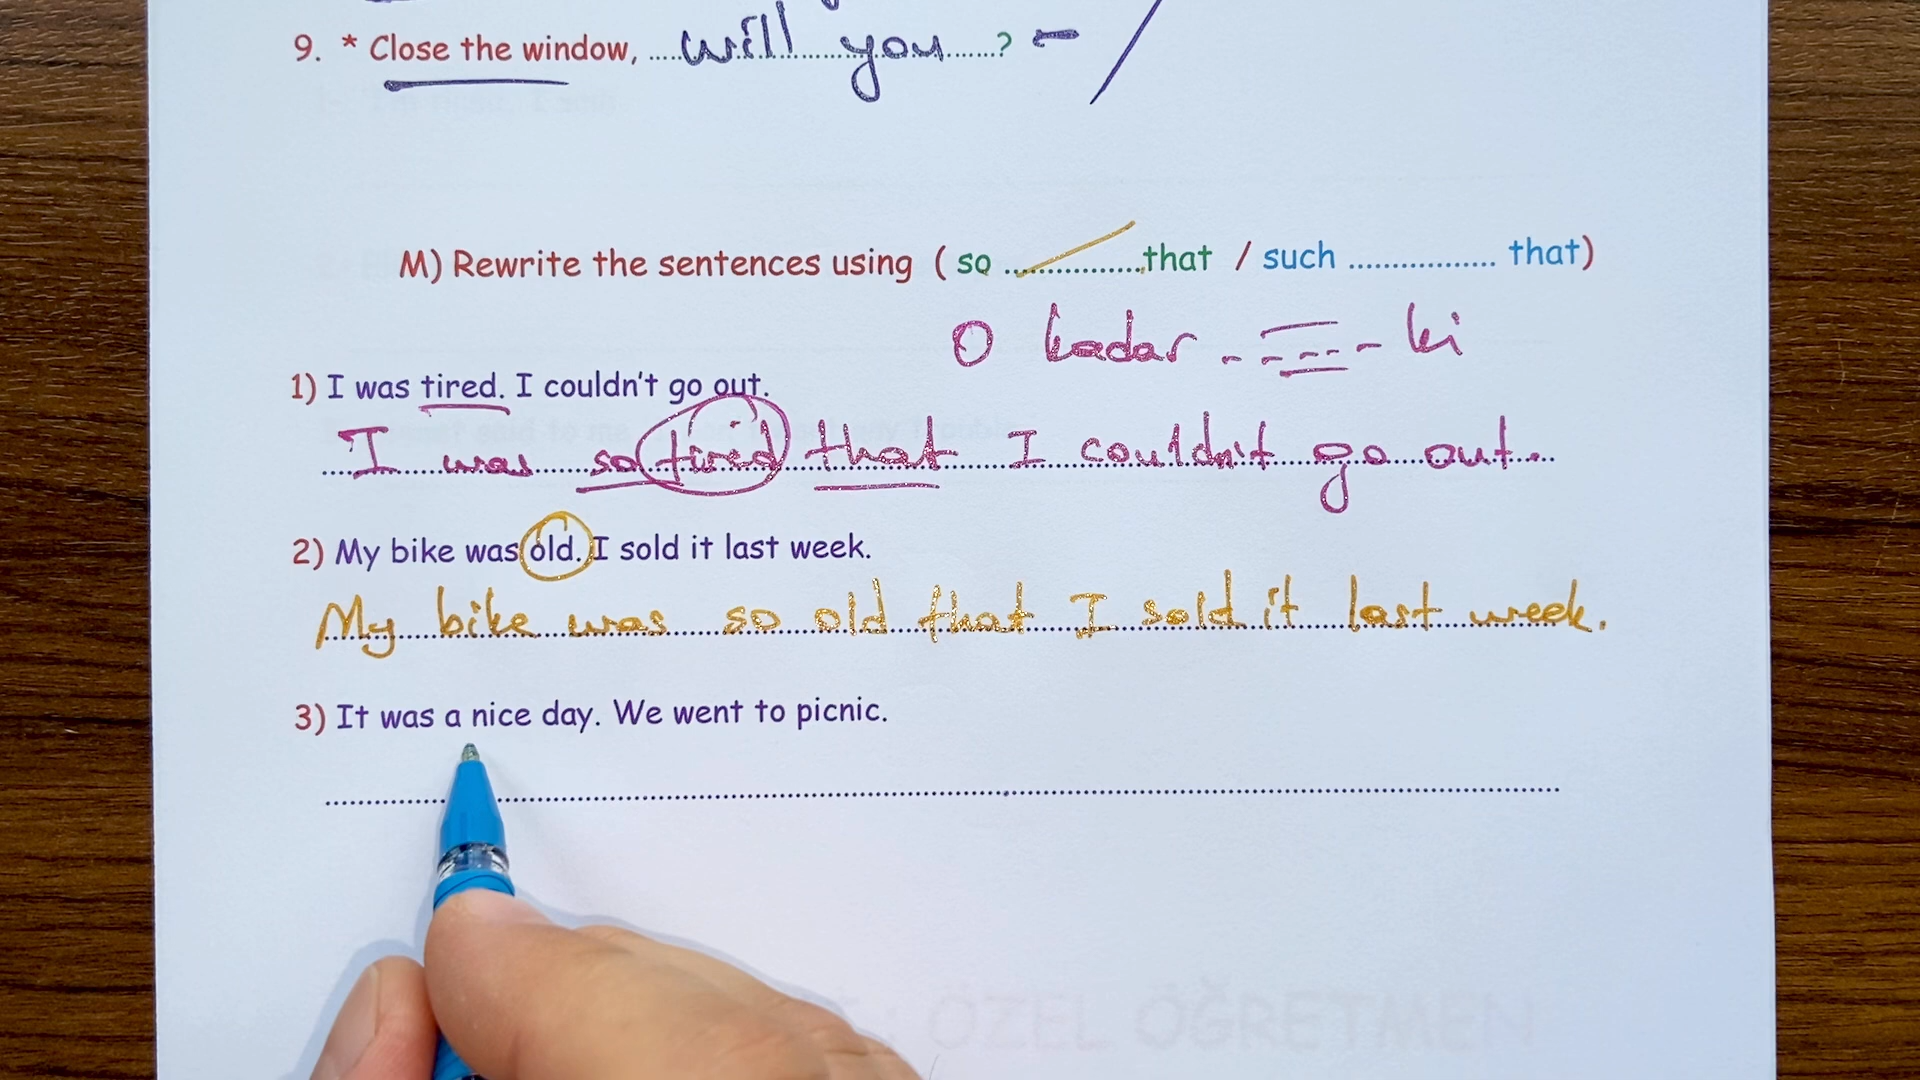 9. * Close the window, .....will you.....? -
M) Rewrite the sentences using ( so ...............that / such ................ that)
O kadar - - - - - ki
1) I was tired. I couldn't go out.
I was so tired that I couldn't go out.
2) My bike was old. I sold it last week.
My bike was so old that I sold it last week.
3) It was a nice day. We went to picnic.
: ÖZEL ÖĞRETMEN